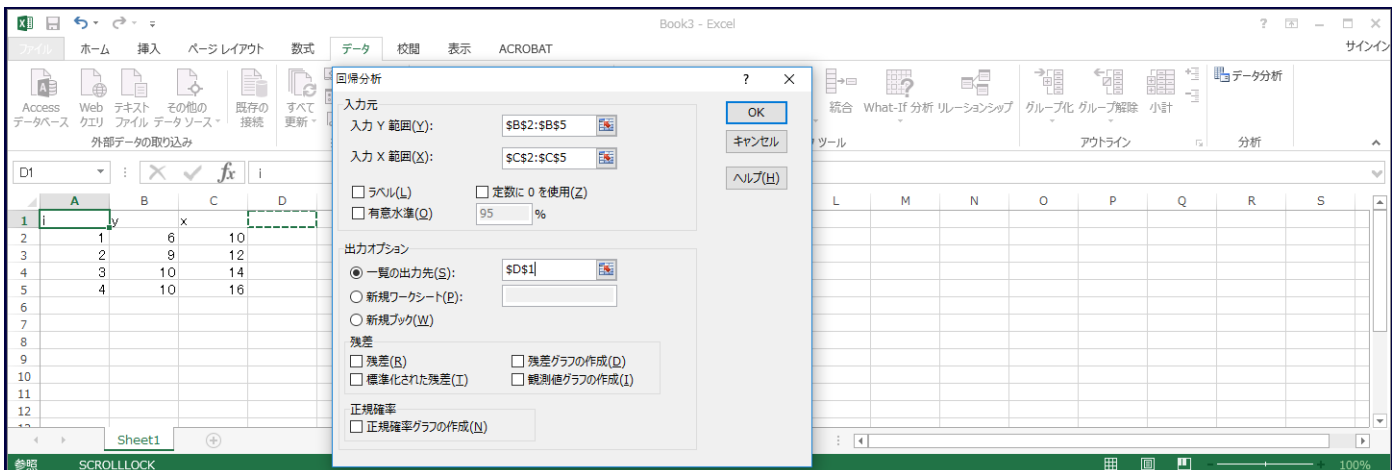 Book3 - Excel
?
サインイン
ファイル ホーム 挿入 ページ レイアウト 数式 データ 校閲 表示 ACROBAT
Access データベース
Web クエリ
テキスト ファイル
その他の データ ソース
既存の 接続
外部データの取り込み
すべて 更新
統合 What-If 分析 リレーションシップ
ツール
グループ化 グループ解除 小計
アウトライン
データ分析
分析
D1
fx i
A B C D L M N O P Q R S
1 i y x
2 1 6 10
3 2 9 12
4 3 10 14
5 4 10 16
6
7
8
9
10
11
12
回帰分析 ? ×
入力元
入力 Y 範囲(Y): $B$2:$B$5
入力 X 範囲(X): $C$2:$C$5
ラベル(L) 定数に 0 を使用(Z)
有意水準(O) 95 %
出力オプション
一覧の出力先(S): $D$1
新規ワークシート(P):
新規ブック(W)
残差
残差(R) 残差グラフの作成(D)
標準化された残差(T) 観測値グラフの作成(I)
正規確率
正規確率グラフの作成(N)
OK
キャンセル
ヘルプ(H)
Sheet1
参照 SCROLLLOCK 100%